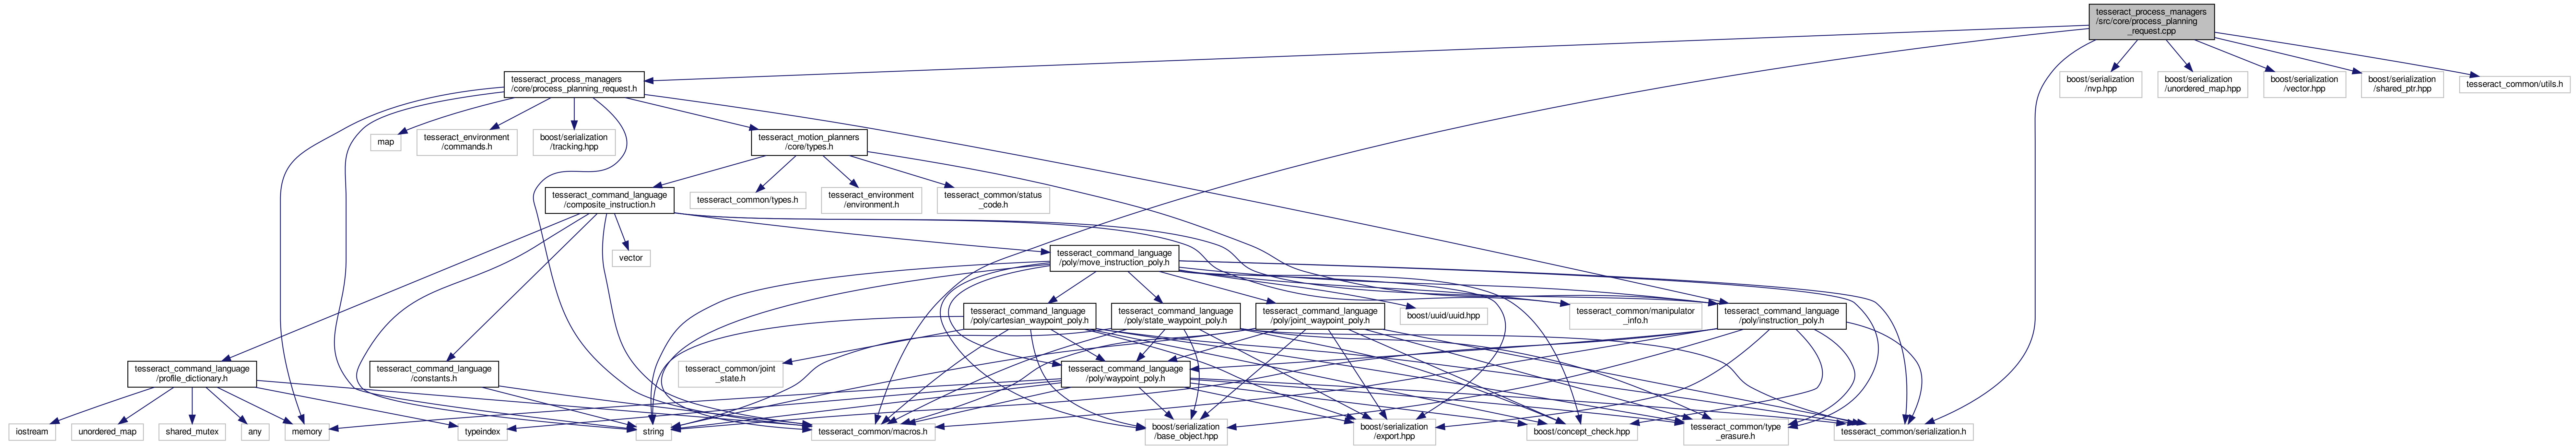 tesseract_process_managers
/src/core/process_planning
_request.cpp
tesseract_process_managers
/core/process_planning_request.h
boost/serialization
/nvp.hpp
boost/serialization
/unordered_map.hpp
boost/serialization
/vector.hpp
boost/serialization
/shared_ptr.hpp
tesseract_common/utils.h
map
tesseract_environment
/commands.h
boost/serialization
/tracking.hpp
tesseract_motion_planners
/core/types.h
tesseract_command_language
/composite_instruction.h
tesseract_common/types.h
tesseract_environment
/environment.h
tesseract_common/status
_code.h
vector
tesseract_command_language
/poly/move_instruction_poly.h
tesseract_command_language
/poly/cartesian_waypoint_poly.h
tesseract_command_language
/poly/state_waypoint_poly.h
tesseract_command_language
/poly/joint_waypoint_poly.h
boost/uuid/uuid.hpp
tesseract_common/manipulator
_info.h
tesseract_command_language
/poly/instruction_poly.h
tesseract_command_language
/profile_dictionary.h
tesseract_command_language
/constants.h
tesseract_common/joint
_state.h
tesseract_command_language
/poly/waypoint_poly.h
iostream
unordered_map
shared_mutex
any
memory
typeindex
string
tesseract_common/macros.h
boost/serialization
/base_object.hpp
boost/serialization
/export.hpp
boost/concept_check.hpp
tesseract_common/type
_erasure.h
tesseract_common/serialization.h